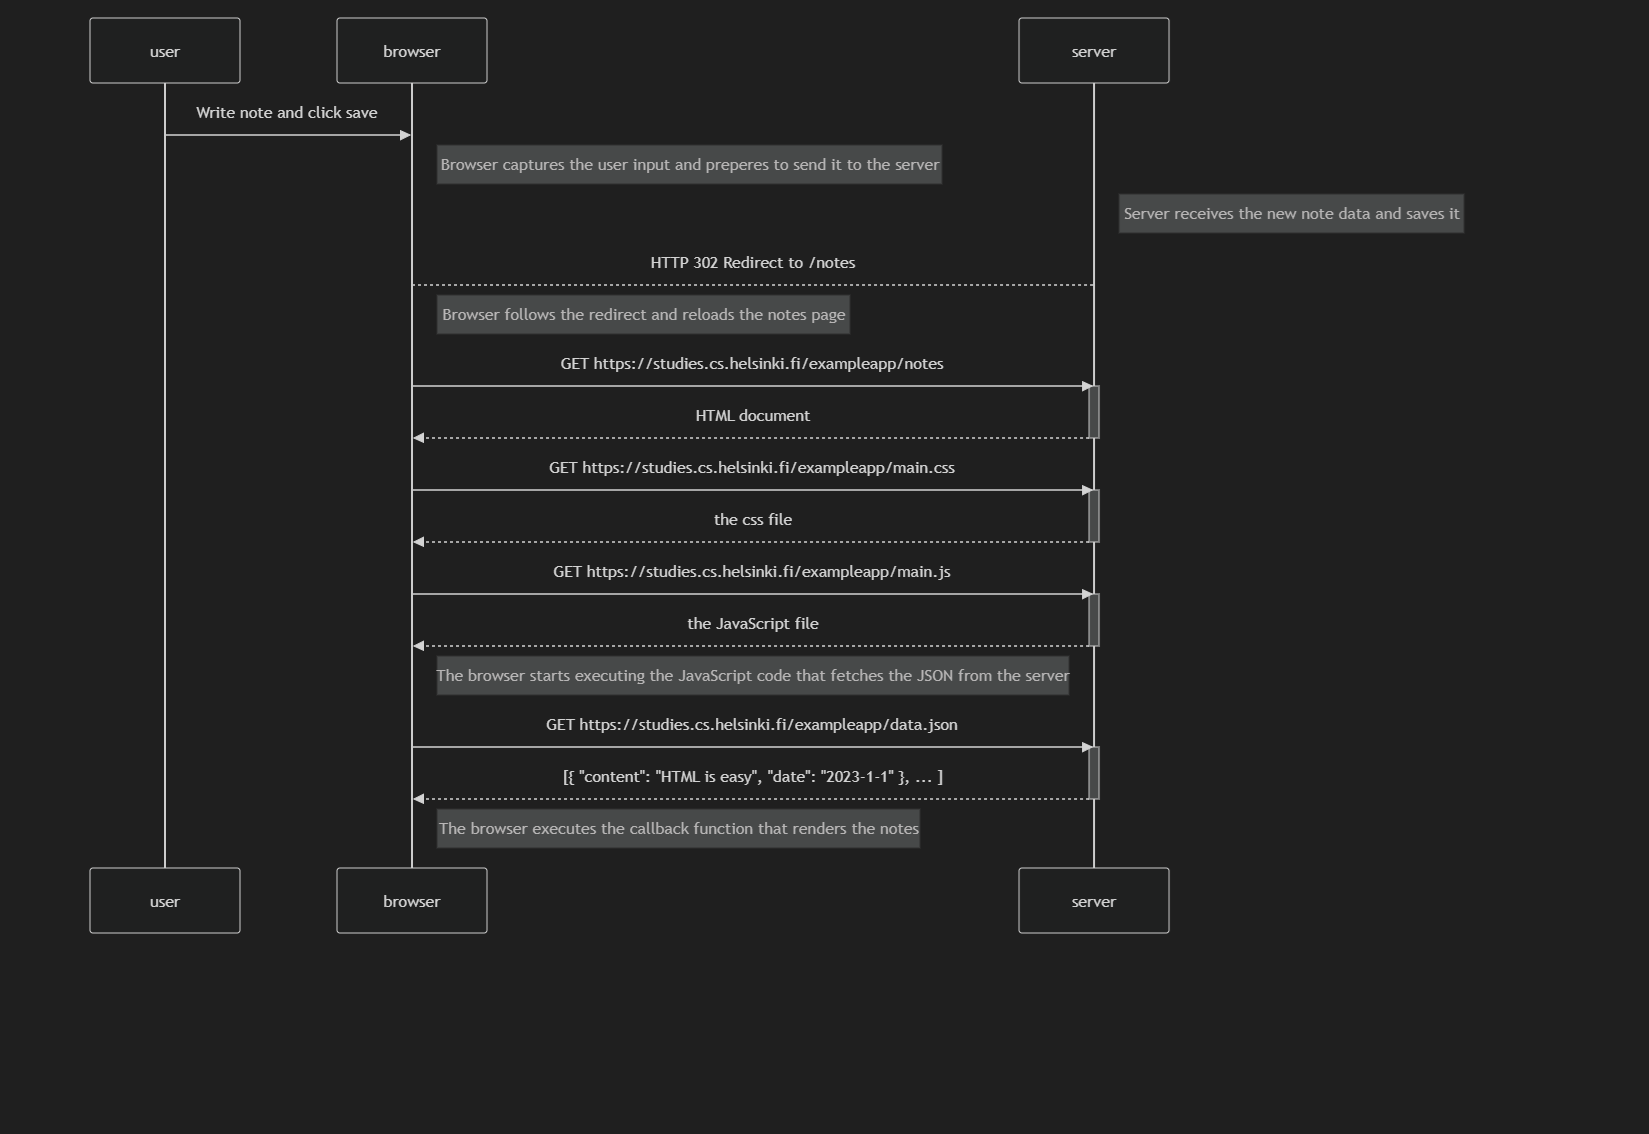 user
browser
server
Write note and click save
Browser captures the user input and preperes to send it to the server
Server receives the new note data and saves it
HTTP 302 Redirect to /notes
Browser follows the redirect and reloads the notes page
GET https://studies.cs.helsinki.fi/exampleapp/notes
HTML document
GET https://studies.cs.helsinki.fi/exampleapp/main.css
the css file
GET https://studies.cs.helsinki.fi/exampleapp/main.js
the JavaScript file
The browser starts executing the JavaScript code that fetches the JSON from the server
GET https://studies.cs.helsinki.fi/exampleapp/data.json
[{ "content": "HTML is easy", "date": "2023-1-1" }, ... ]
The browser executes the callback function that renders the notes
user
browser
server